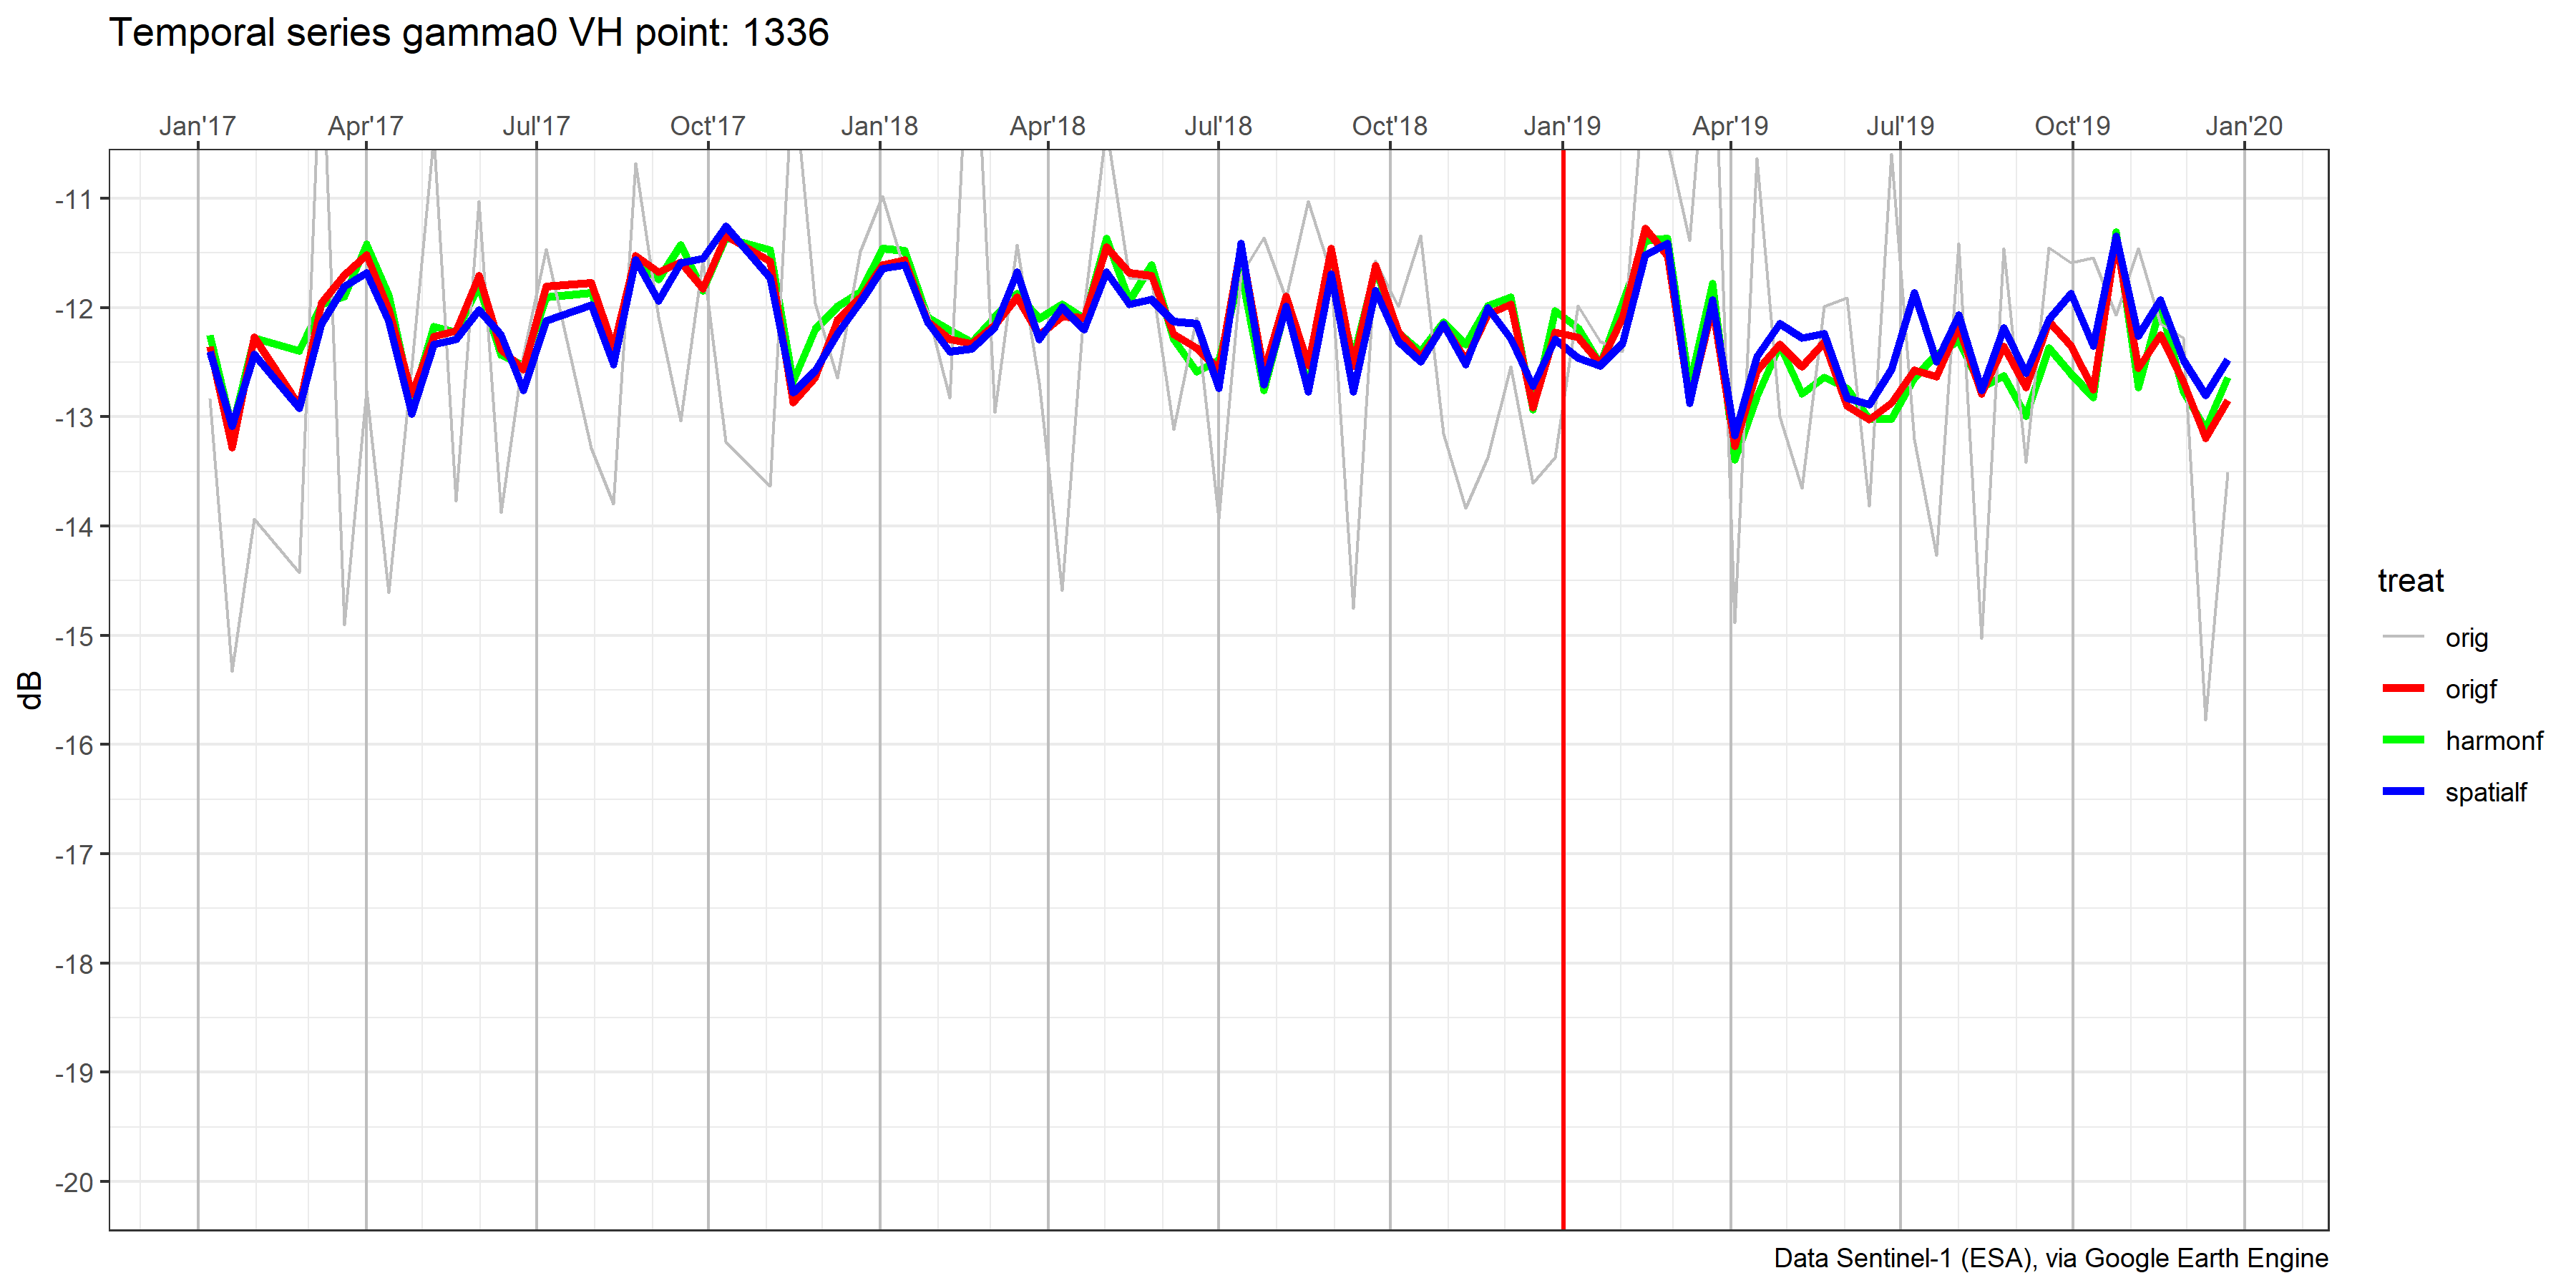 Temporal series gamma0 VH point: 1336
Jan'17 Apr'17 Jul'17 Oct'17 Jan'18 Apr'18 Jul'18 Oct'18 Jan'19 Apr'19 Jul'19 Oct'19 Jan'20
-11
-12
-13
-14
-15
-16
-17
-18
-19
-20
dB
treat
orig
origf
harmonf
spatialf
Data Sentinel-1 (ESA), via Google Earth Engine